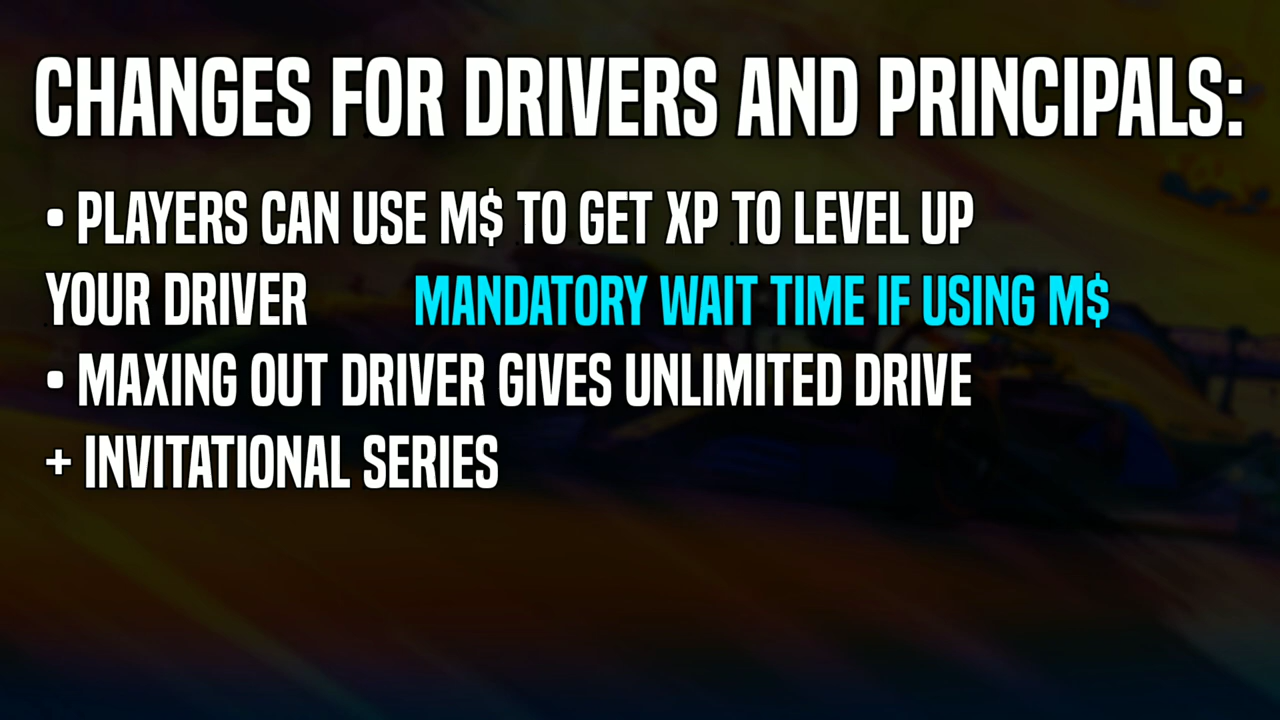 CHANGES FOR DRIVERS AND PRINCIPALS:
• PLAYERS CAN USE M$ TO GET XP TO LEVEL UP
YOUR DRIVER MANDATORY WAIT TIME IF USING M$
• MAXING OUT DRIVER GIVES UNLIMITED DRIVE
+ INVITATIONAL SERIES